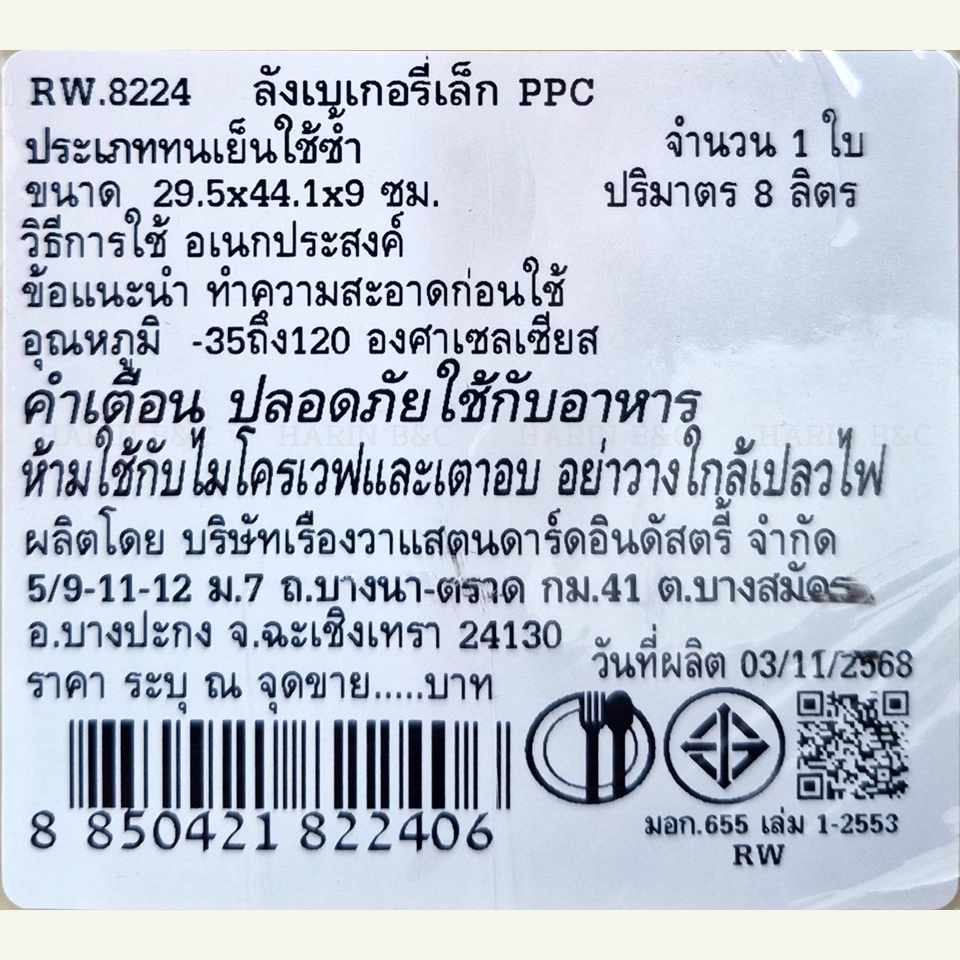 RW.8224 ลังเบเกอรี่เล็ก PPC
ประเภททนเย็นใช้ซ้ำ จำนวน 1 ใบ
ขนาด 29.5x44.1x9 ซม. ปริมาตร 8 ลิตร
วิธีการใช้ อเนกประสงค์
ข้อแนะนำ ทำความสะอาดก่อนใช้
อุณหภูมิ -35ถึง120 องศาเซลเซียส
คำเตือน ปลอดภัยใช้กับอาหาร
HARIN B&C HARIN B&C HARIN B&C HARIN B&C
ห้ามใช้กับไมโครเวฟและเตาอบ อย่าวางใกล้เปลวไฟ
ผลิตโดย บริษัทเรืองวาแสตนดาร์ดอินดัสตรี้ จำกัด
5/9-11-12 ม.7 ถ.บางนา-ตราด กม.41 ต.บางสมัคร
อ.บางปะกง จ.ฉะเชิงเทรา 24130
วันที่ผลิต 03/11/2568
ราคา ระบุ ณ จุดขาย.....บาท
8 850421 822406
มอก.655 เล่ม 1-2553
RW